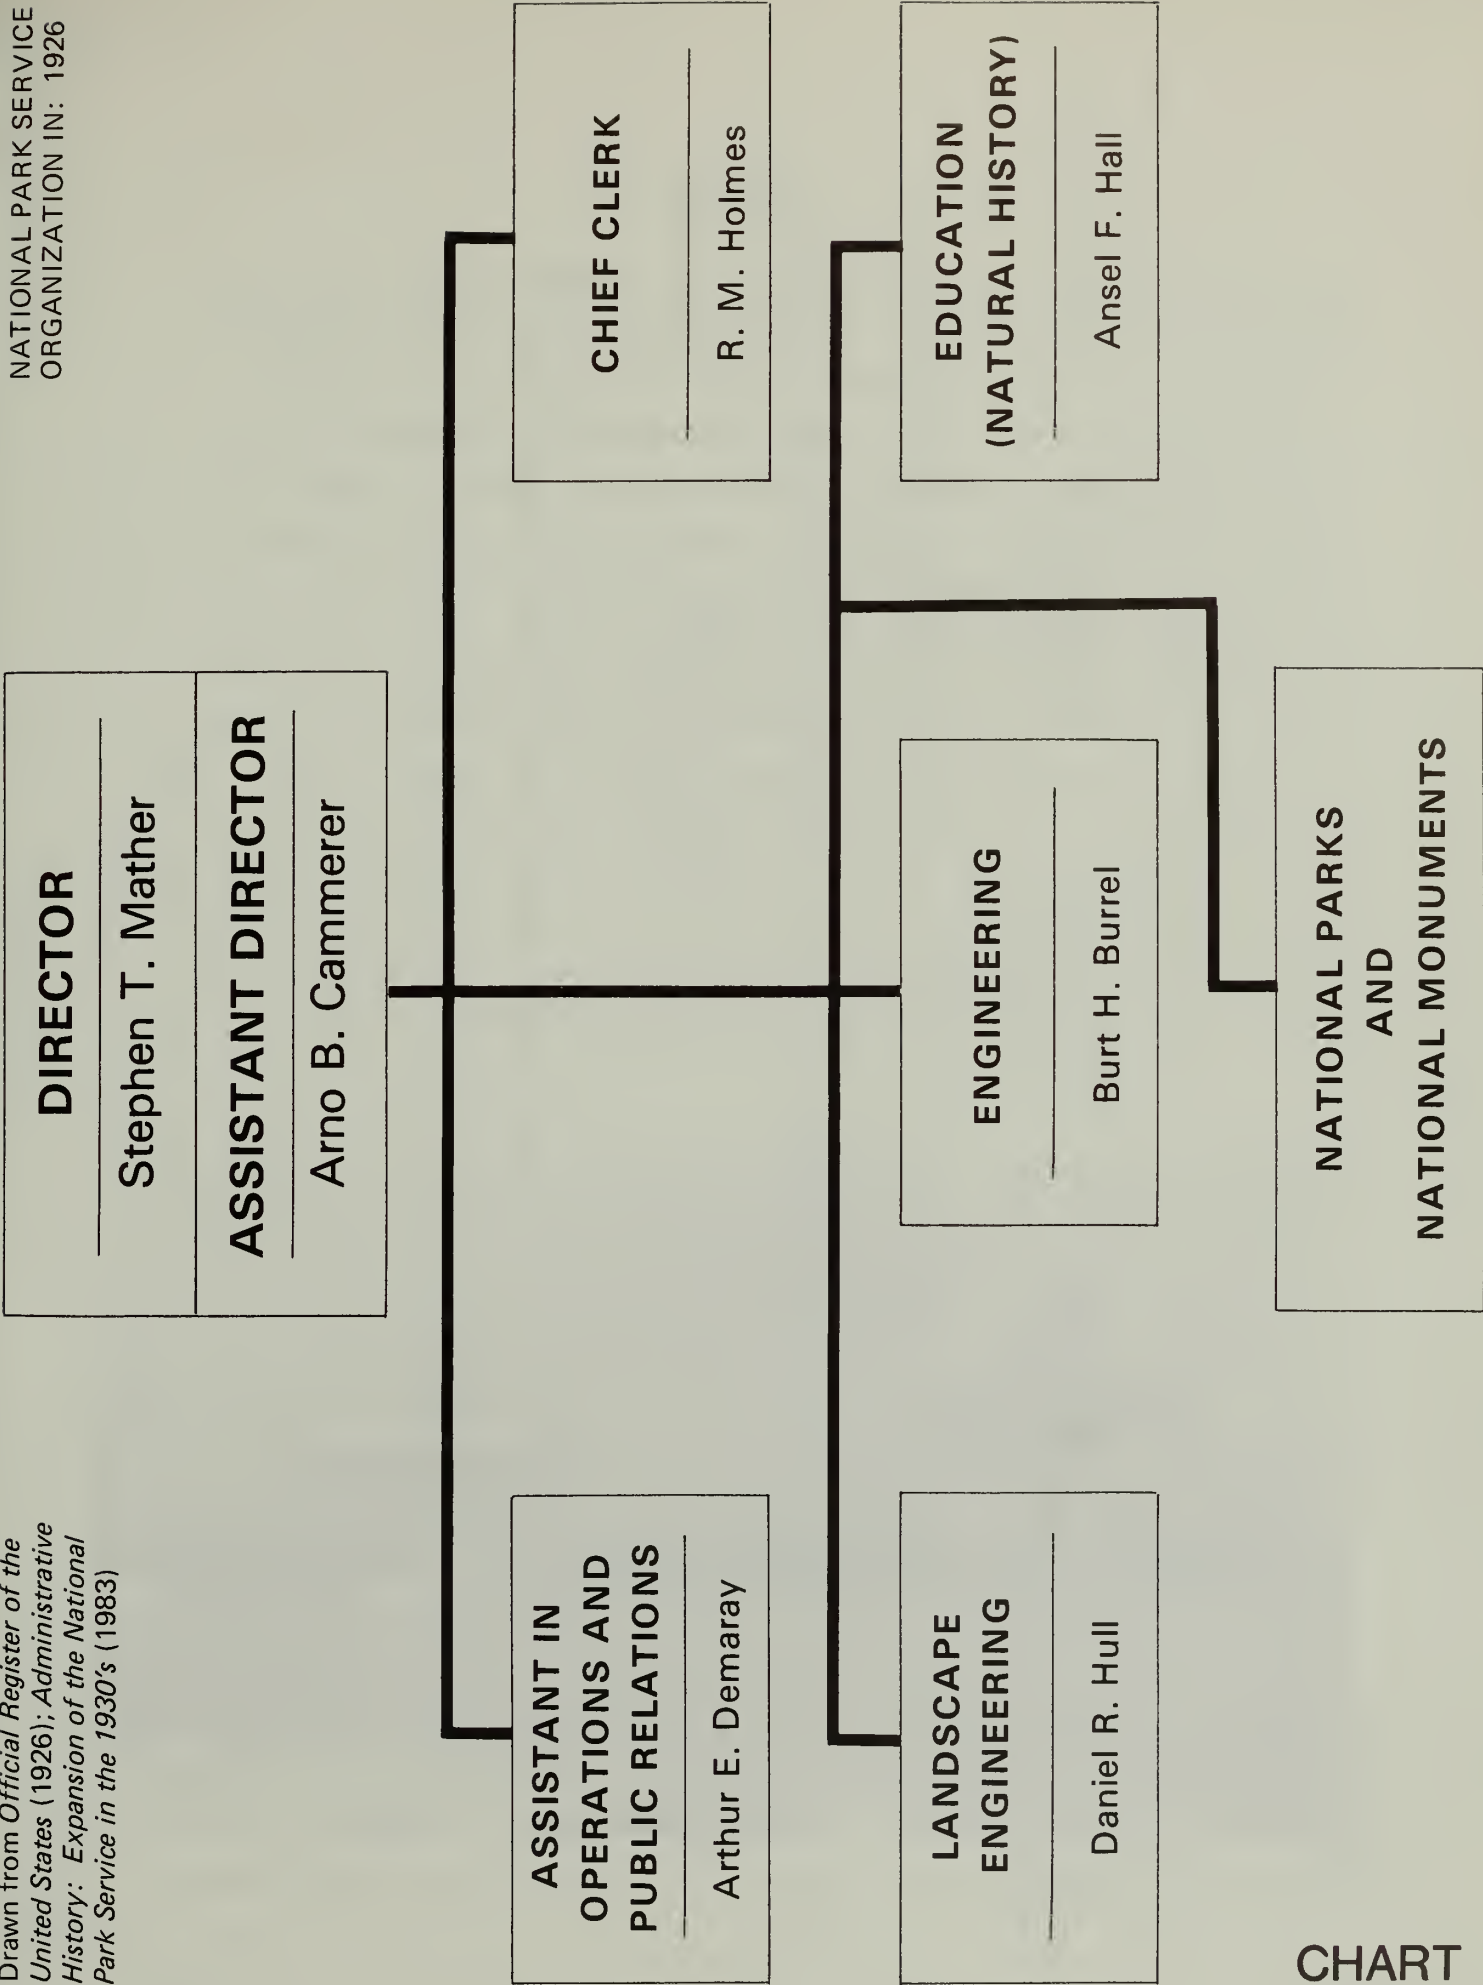 Drawn from Official Register of the
United States (1926); Administrative
History: Expansion of the National
Park Service in the 1930's (1983)
NATIONAL PARK SERVICE
ORGANIZATION IN: 1926
DIRECTOR
Stephen T. Mather
ASSISTANT DIRECTOR
Arno B. Cammerer
ASSISTANT IN
OPERATIONS AND
PUBLIC RELATIONS
Arthur E. Demaray
CHIEF CLERK
R. M. Holmes
LANDSCAPE
ENGINEERING
Daniel R. Hull
ENGINEERING
Burt H. Burrel
EDUCATION
(NATURAL HISTORY)
Ansel F. Hall
NATIONAL PARKS
AND
NATIONAL MONUMENTS
CHART